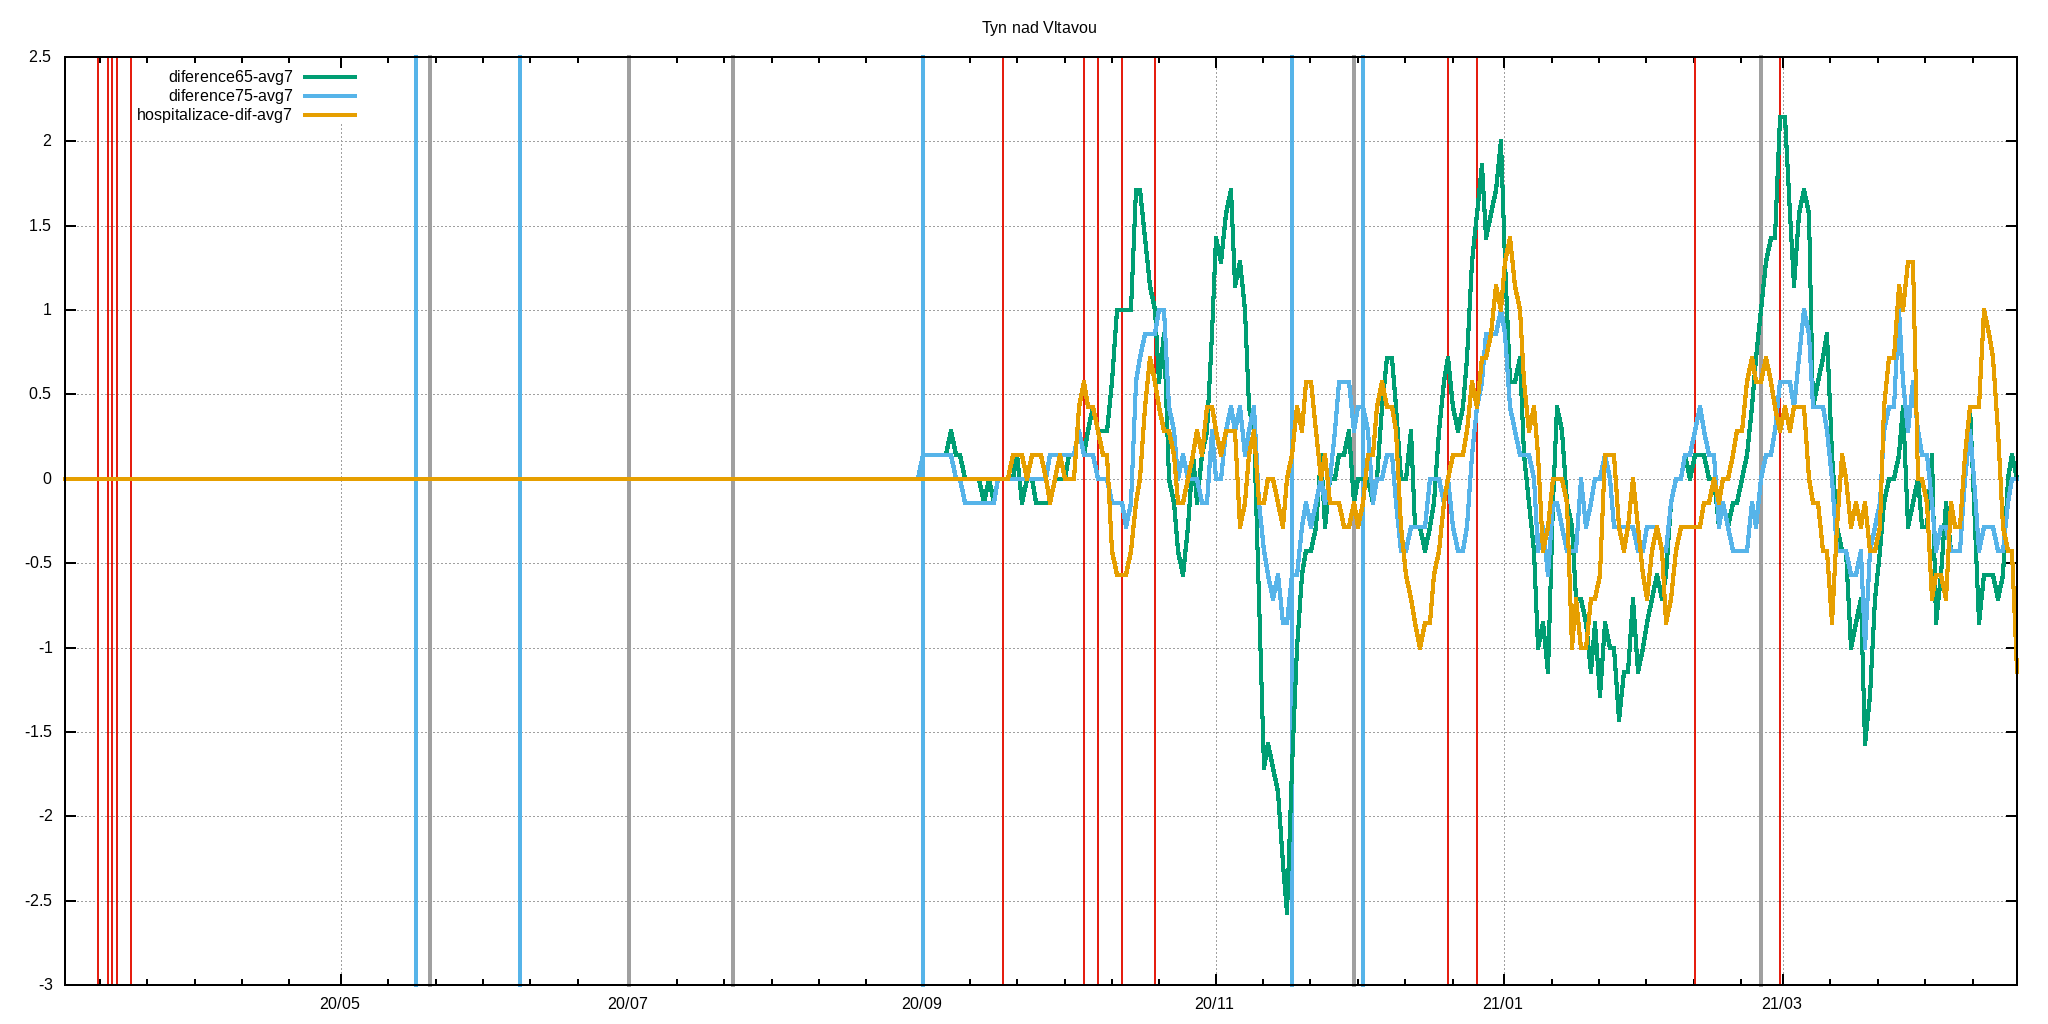 Tyn nad Vltavou
diference65-avg7
diference75-avg7
hospitalizace-dif-avg7
2.5
2
1.5
1
0.5
0
-0.5
-1
-1.5
-2
-2.5
-3
20/05 20/07 20/09 20/11 21/01 21/03